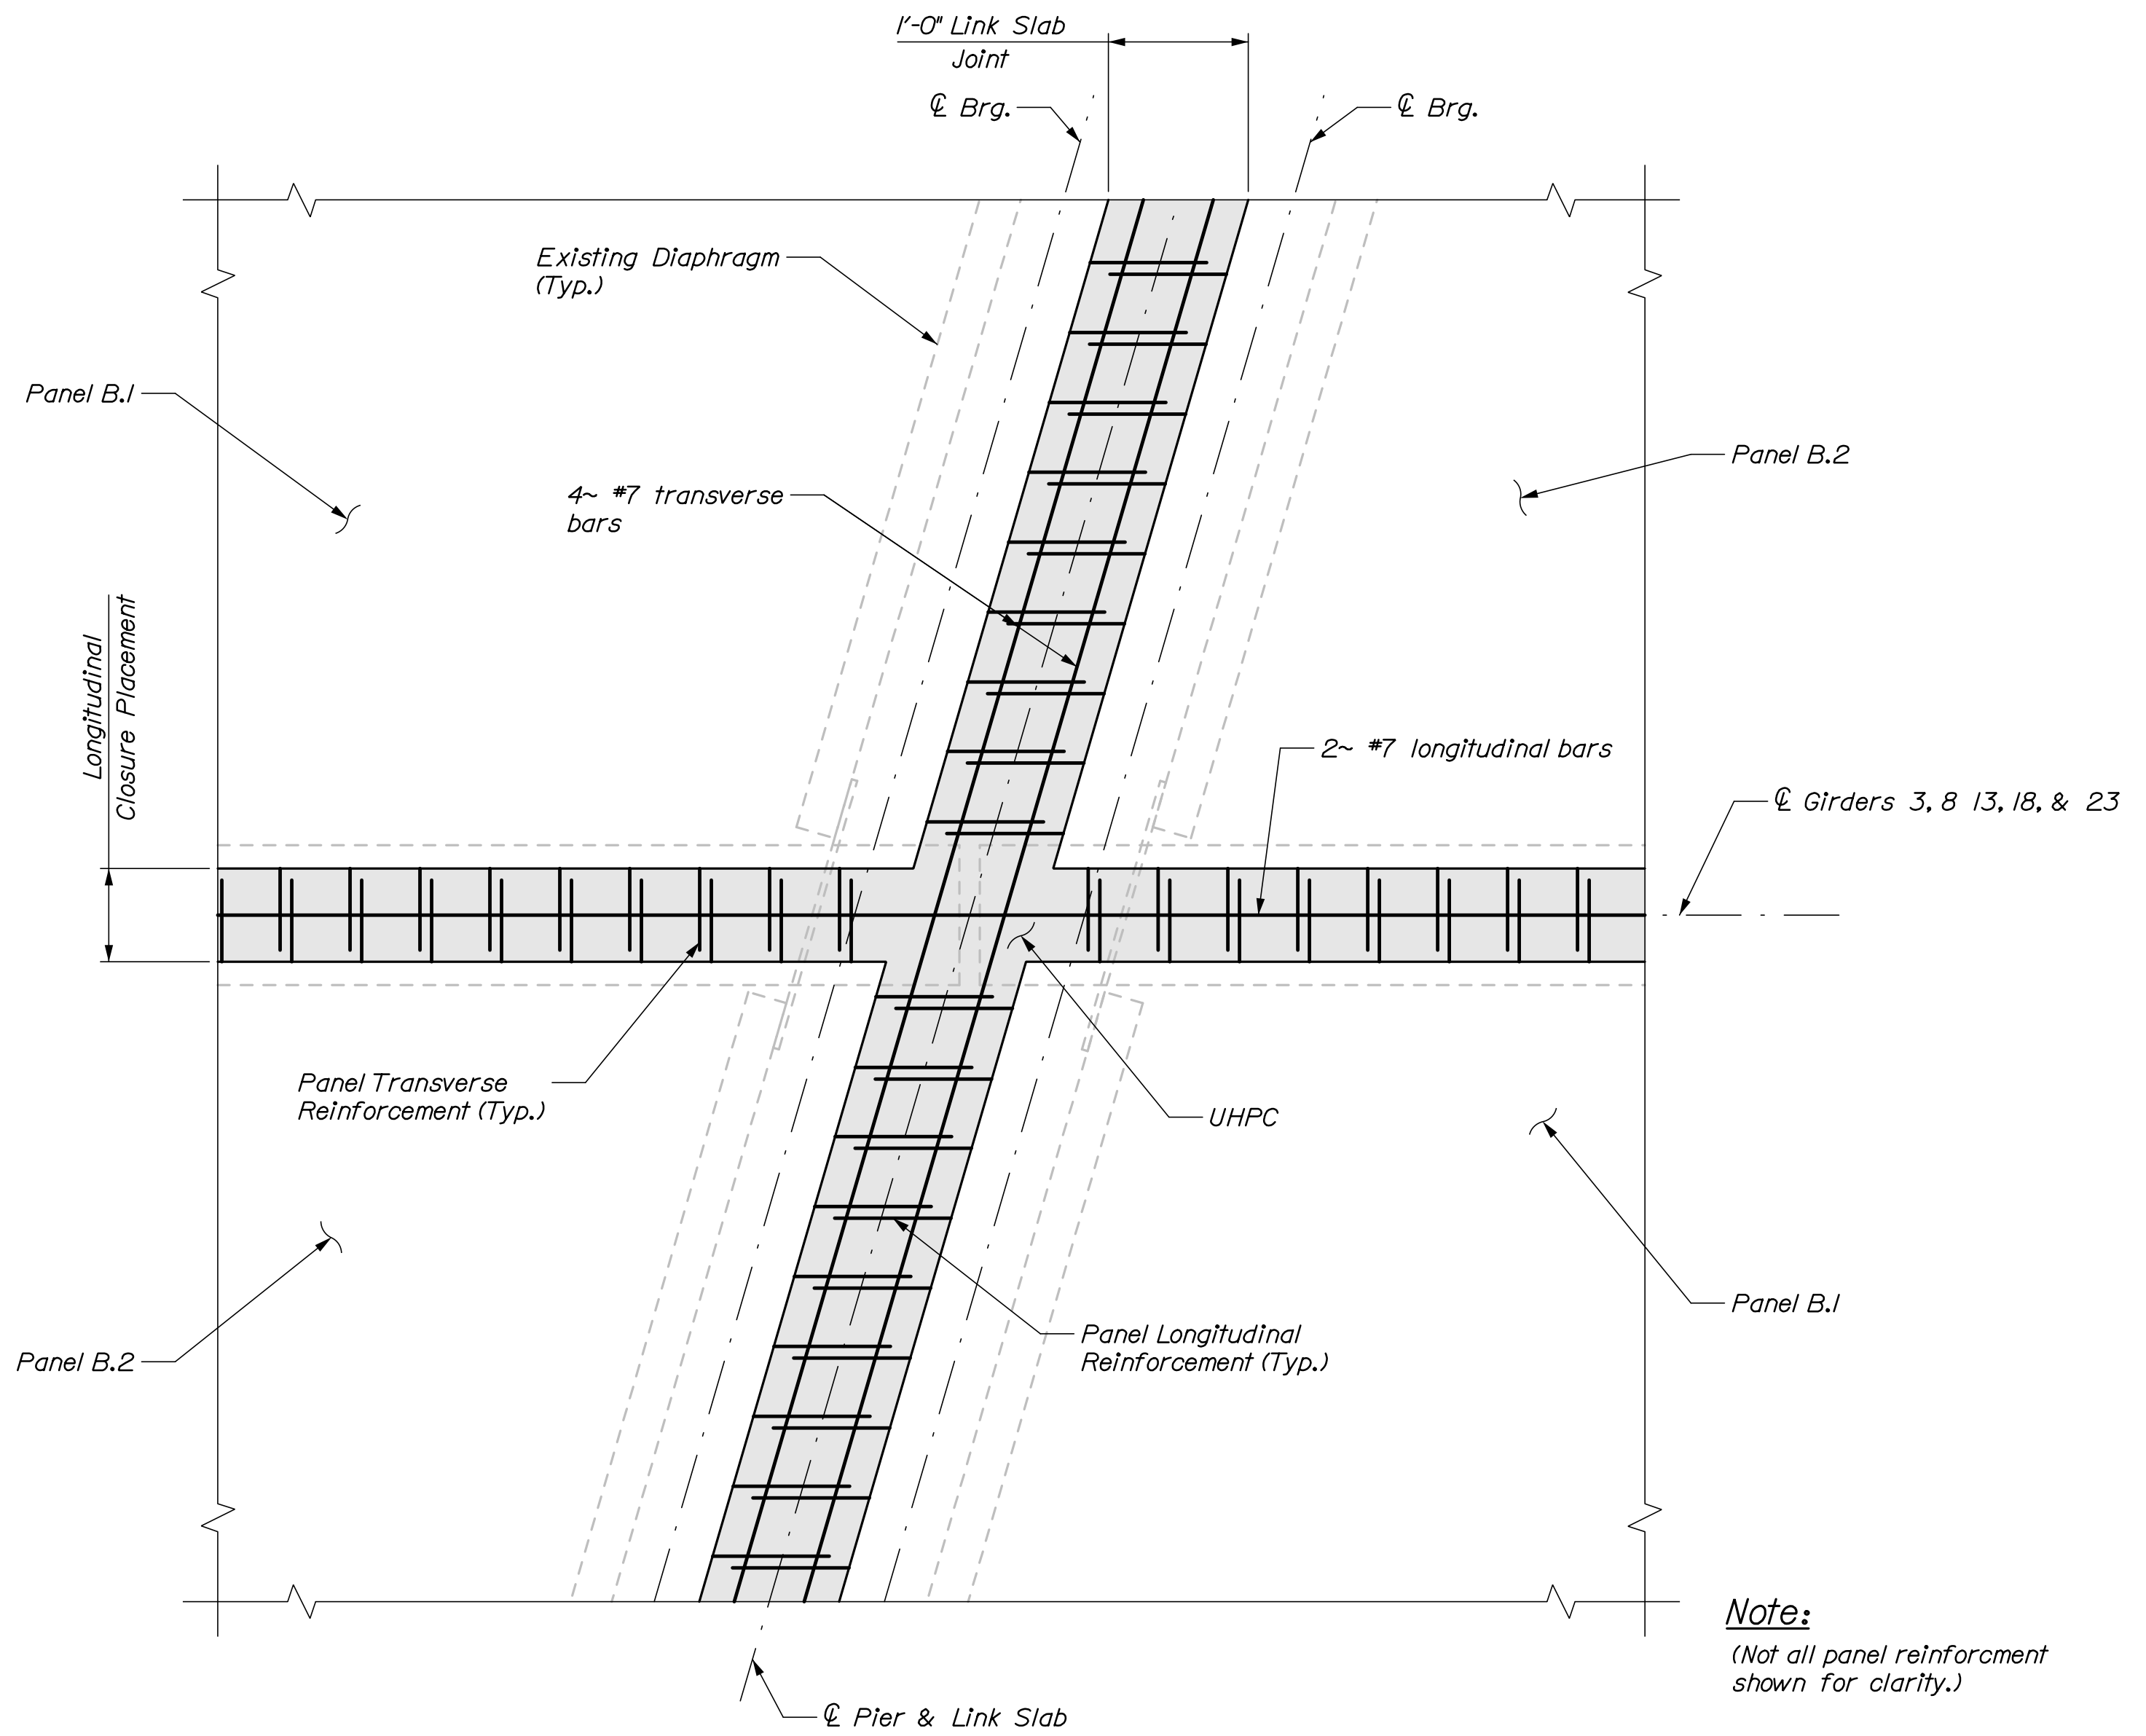 1'-0" Link Slab
Joint
℄ Brg.
℄ Brg.
Existing Diaphragm
(Typ.)
Panel B.1
Panel B.2
4~ #7 transverse
bars
Longitudinal
Closure Placement
2~ #7 longitudinal bars
℄ Girders 3, 8 13, 18, & 23
Panel Transverse
Reinforcement (Typ.)
UHPC
Panel B.1
Panel Longitudinal
Reinforcement (Typ.)
Panel B.2
Note:
(Not all panel reinforcment
shown for clarity.)
℄ Pier & Link Slab